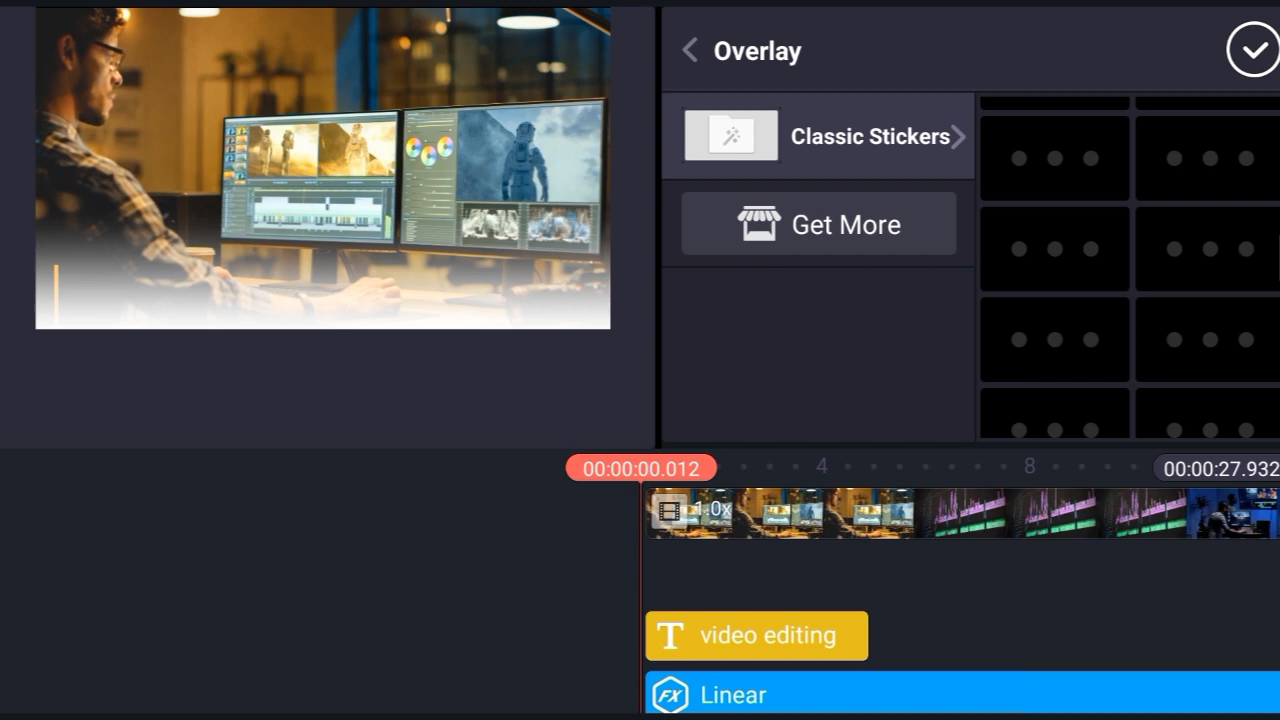 Overlay
Classic Stickers
Get More
00:00:00.012
4
8
00:00:27.932
1.0x
T video editing
FX Linear